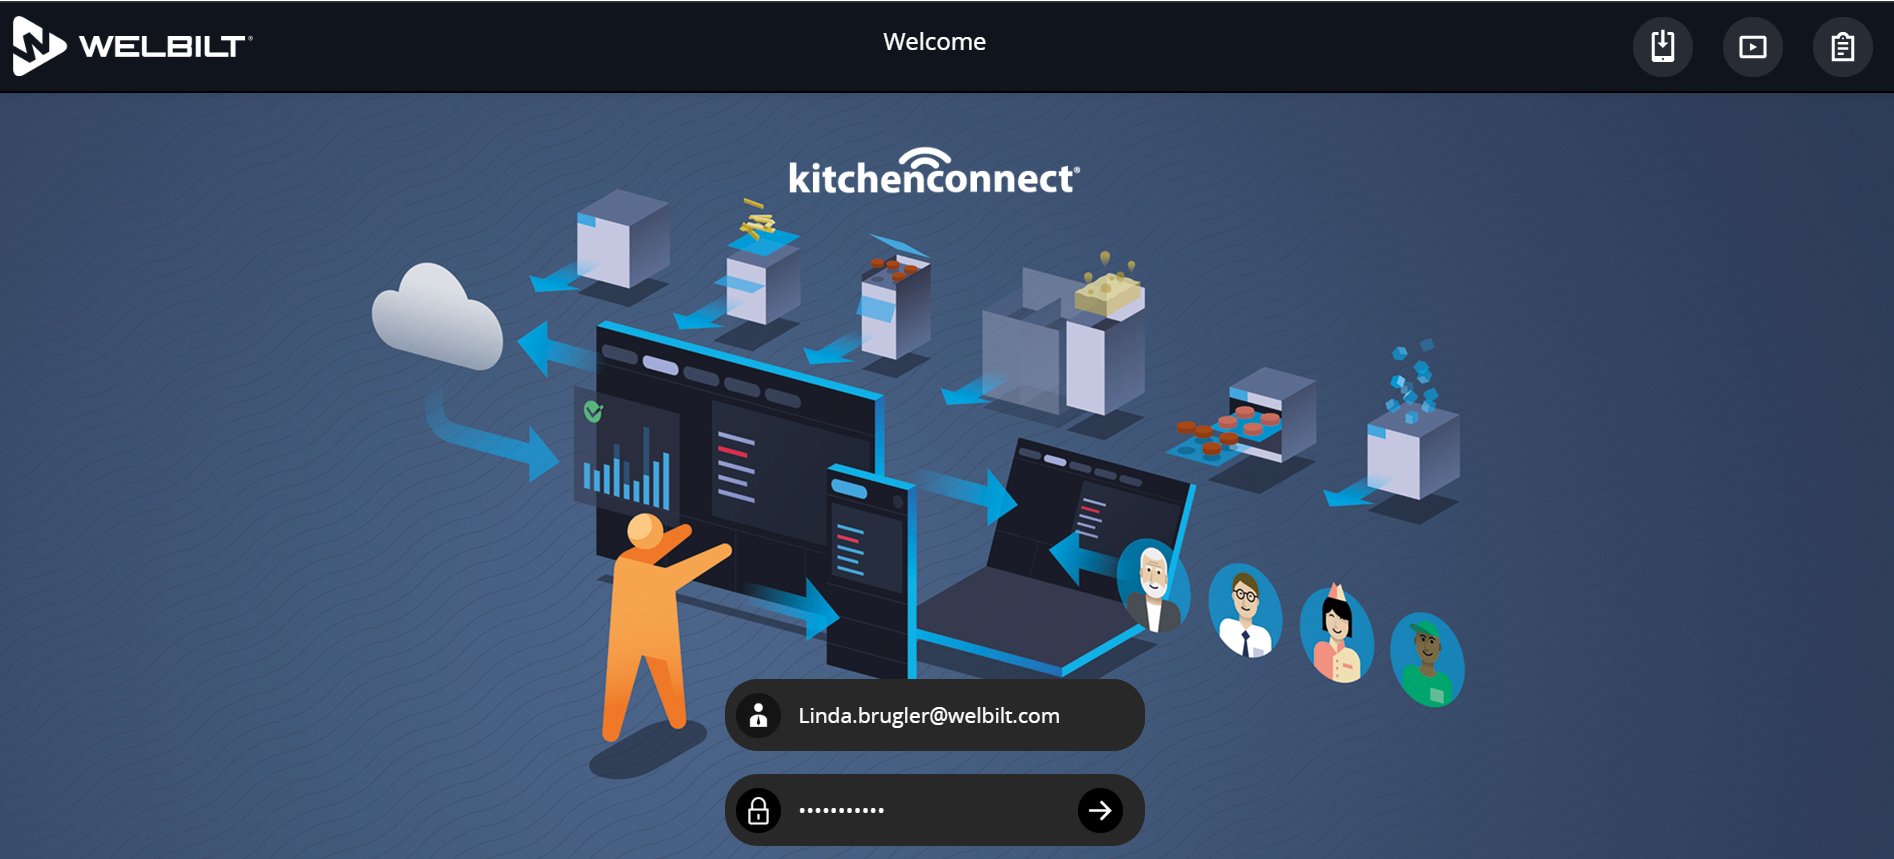 WELBILT®
Welcome
kitchenconnect®
Linda.brugler@welbilt.com
•••••••••••